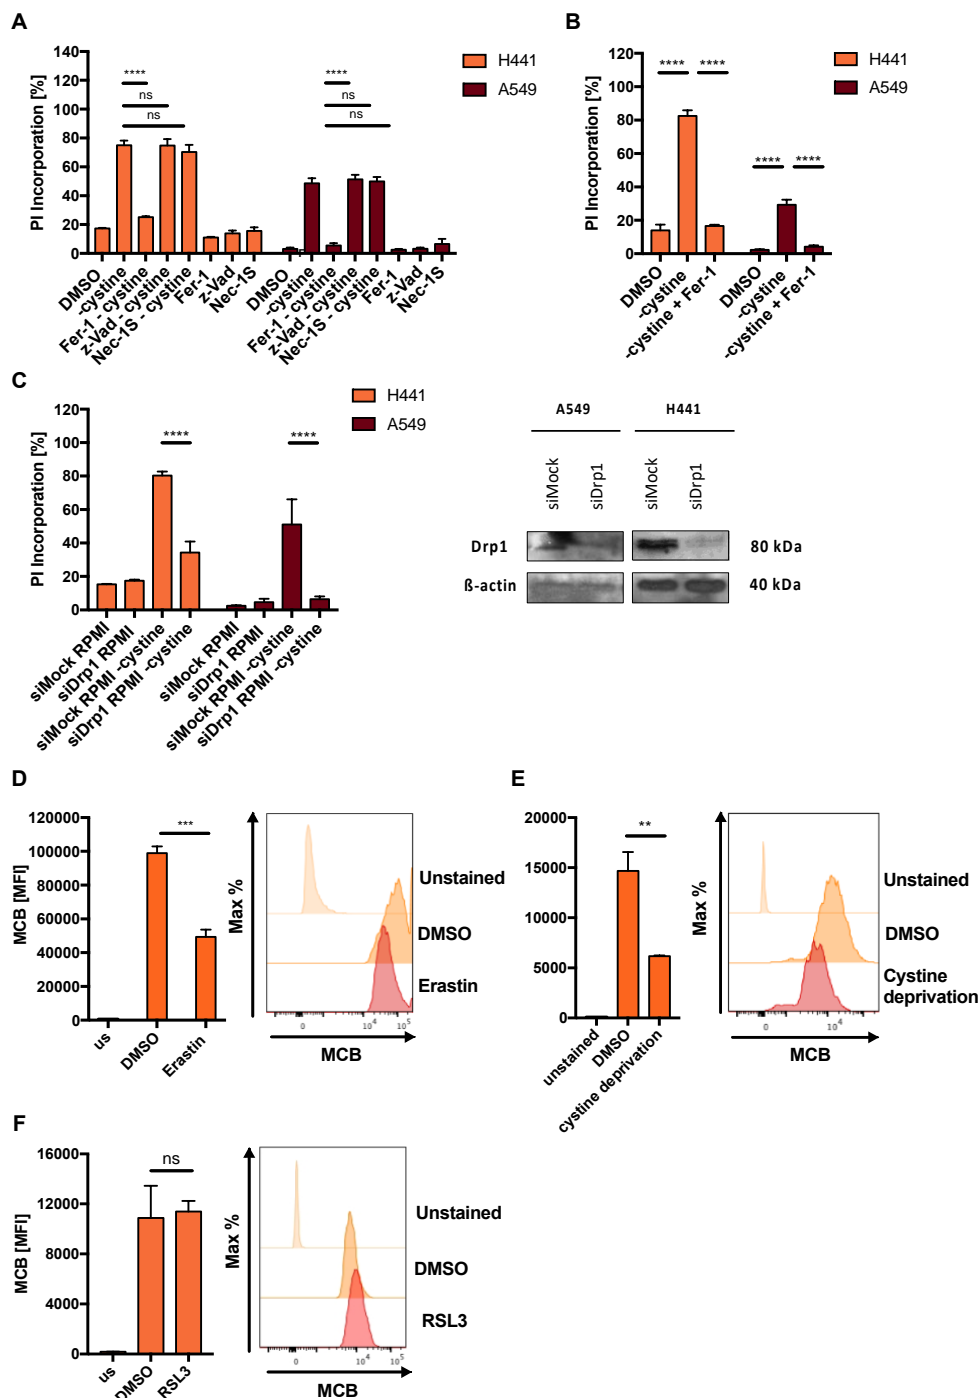 A
PI Incorporation [%]
140
120
100
80
60
40
20
0
****
ns
ns
****
ns
ns
H441
A549
DMSO
-cystine
Fer-1 - cystine
z-Vad - cystine
Nec-1S - cystine
Fer-1
z-Vad
Nec-1S
DMSO
-cystine
Fer-1 - cystine
z-Vad - cystine
Nec-1S - cystine
Fer-1
z-Vad
Nec-1S
B
PI Incorporation [%]
120
100
80
60
40
20
0
**** ****
**** ****
H441
A549
DMSO
-cystine
-cystine + Fer-1
DMSO
-cystine
-cystine + Fer-1
C
PI Incorporation [%]
120
100
80
60
40
20
0
****
****
H441
A549
siMock RPMI
siDrp1 RPMI
siMock RPMI -cystine
siDrp1 RPMI -cystine
siMock RPMI
siDrp1 RPMI
siMock RPMI -cystine
siDrp1 RPMI -cystine
A549 H441
siMock
siDrp1
siMock
siDrp1
Drp1 80 kDa
ß-actin 40 kDa
D
MCB [MFI]
120000
100000
80000
60000
40000
20000
0
***
us
DMSO
Erastin
Max %
Unstained
DMSO
Erastin
0 10⁴ 10⁵
MCB
E
20000
15000
10000
5000
0
**
unstained
DMSO
cystine deprivation
Max %
Unstained
DMSO
Cystine
deprivation
0 10⁴
MCB
F
MCB [MFI]
16000
12000
8000
4000
0
ns
us
DMSO
RSL3
Max %
Unstained
DMSO
RSL3
0 10⁴ 10⁵
MCB